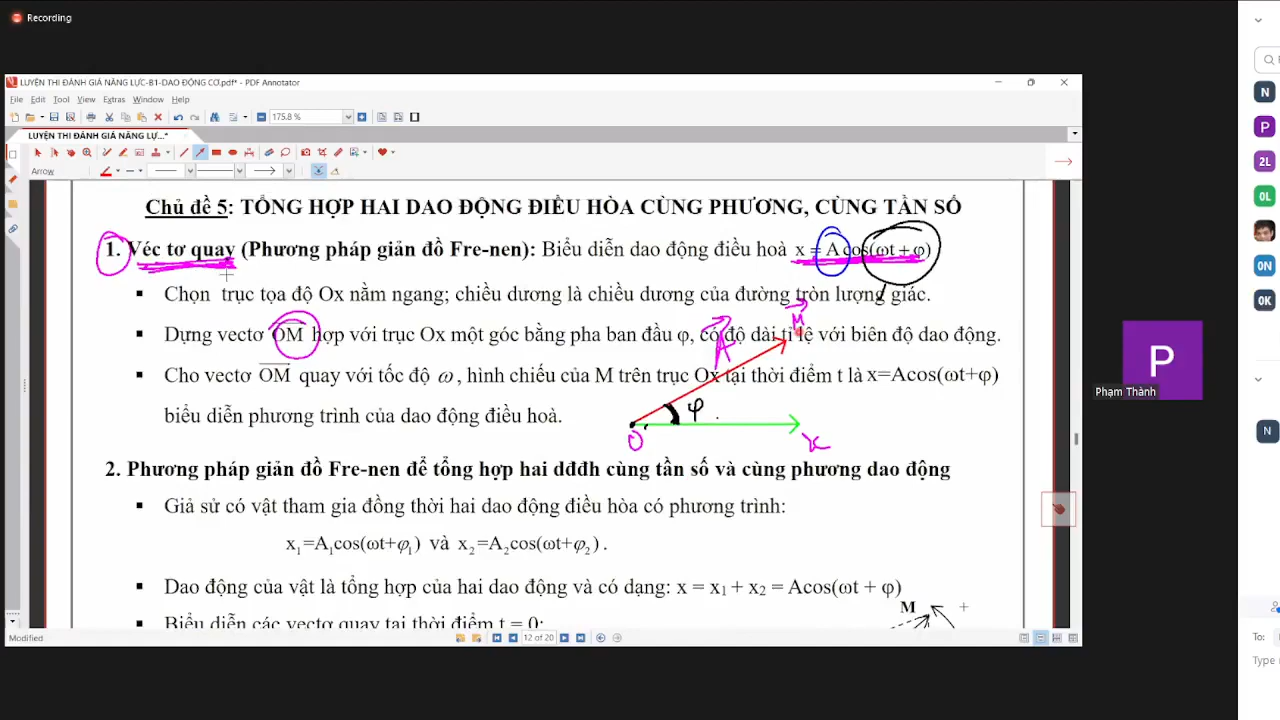 Recording
LUYỆN THI ĐÁNH GIÁ NĂNG LỰC-B1-DAO ĐỘNG CƠ.pdf* - PDF Annotator
File Edit Tool View Extras Window Help
175.8 %
LUYỆN THI ĐÁNH GIÁ NĂNG LỰ...*
Arrow
Chủ đề 5: TỔNG HỢP HAI DAO ĐỘNG ĐIỀU HÒA CÙNG PHƯƠNG, CÙNG TẦN SỐ
1. Véc tơ quay (Phương pháp giản đồ Fre-nen): Biểu diễn dao động điều hoà x = Acos(ωt + φ)
▪ Chọn trục tọa độ Ox nằm ngang; chiều dương là chiều dương của đường tròn lượng giác.
M
▪ Dựng vectơ OM hợp với trục Ox một góc bằng pha ban đầu φ, có độ dài tỉ lệ với biên độ dao động.
A
▪ Cho vectơ OM quay với tốc độ ω, hình chiếu của M trên trục Ox tại thời điểm t là x=Acos(ωt+φ)
biểu diễn phương trình của dao động điều hoà.
φ
O
x
2. Phương pháp giản đồ Fre-nen để tổng hợp hai dđđh cùng tần số và cùng phương dao động
▪ Giả sử có vật tham gia đồng thời hai dao động điều hòa có phương trình:
x₁=A₁cos(ωt+φ₁) và x₂=A₂cos(ωt+φ₂).
▪ Dao động của vật là tổng hợp của hai dao động và có dạng: x = x₁ + x₂ = Acos(ωt + φ)
M +
▪ Biểu diễn các vectơ quay tại thời điểm t = 0:
Modified
12 of 20
P
Phạm Thành
N
P
2L
0L
0N
0K
N
To:
Type